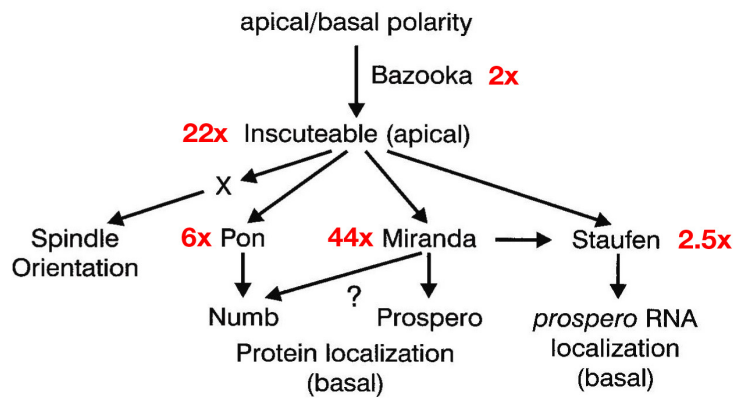 apical/basal polarity
Bazooka 2x
22x Inscuteable (apical)
X
Spindle
Orientation
6x Pon
44x Miranda
Staufen 2.5x
?
Numb
Prospero
Protein localization
(basal)
prospero RNA
localization
(basal)